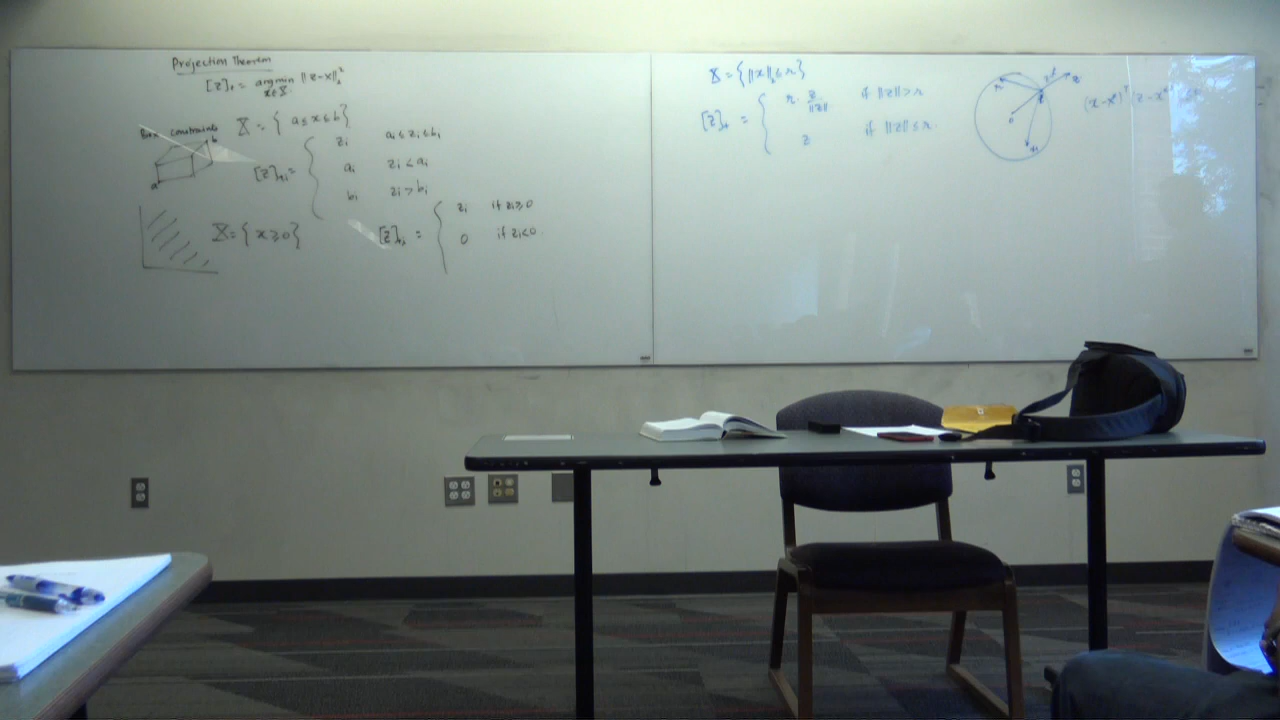 Projection Theorem
[z]₊ = argmin ‖z-x‖₂²
x∈X
Box constraints X = { a≤x≤b}
b
a
[z]₊ᵢ = { zᵢ aᵢ≤zᵢ≤bᵢ
aᵢ zᵢ<aᵢ
bᵢ zᵢ>bᵢ
X={x≥0} [z]₊ᵢ = { zᵢ if zᵢ≥0
0 if zᵢ<0
X={‖x‖₂≤r}
[z]₊ = { r. z/‖z‖ if ‖z‖>r
z if ‖z‖≤r.